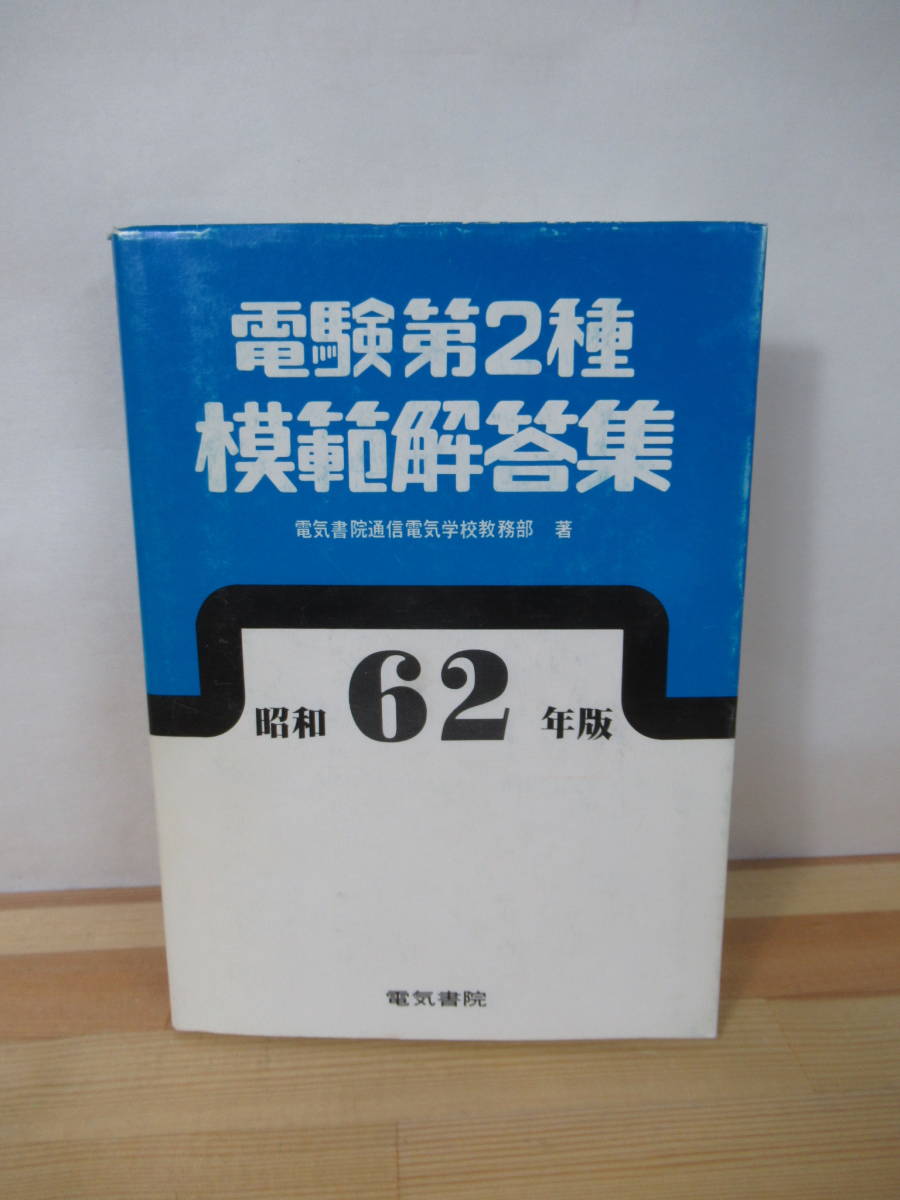 電験第2種
模範解答集
電気書院通信電気学校教務部 著
昭和 62 年版
電気書院